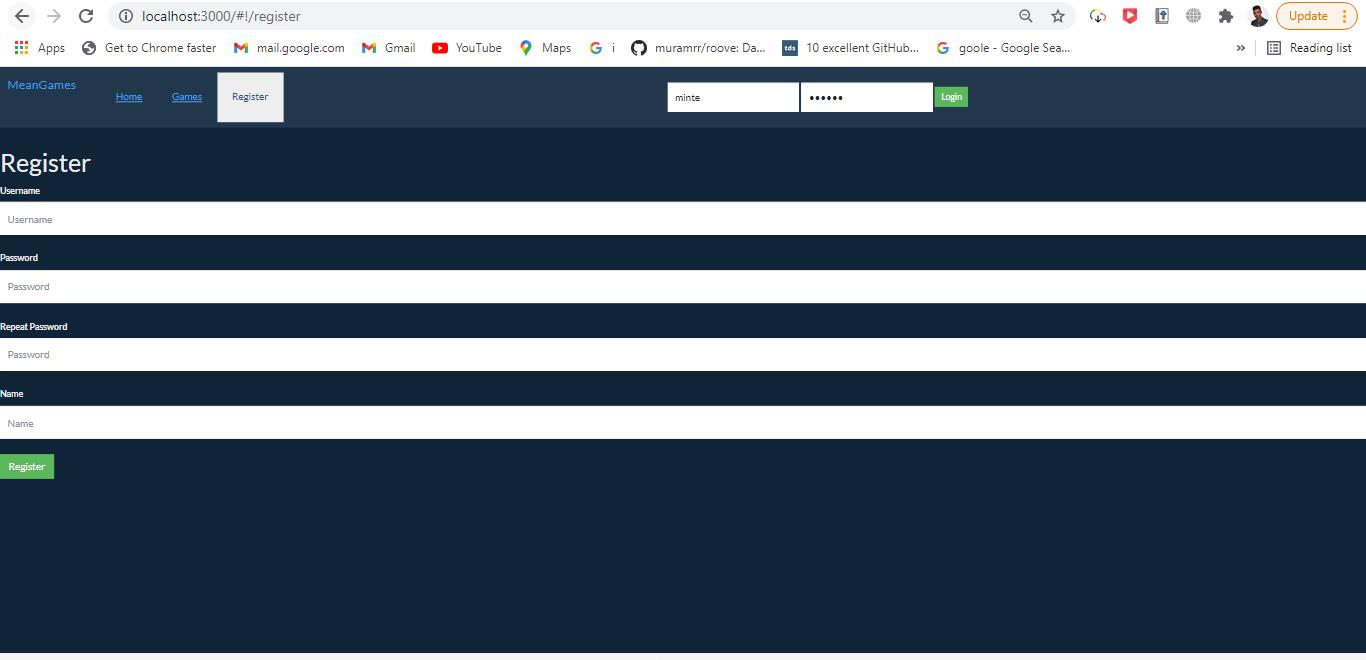 localhost:3000/#!/register
Update
Apps Get to Chrome faster mail.google.com Gmail YouTube Maps i muramrr/roove: Da... tds 10 excellent GitHub... goole - Google Sea... » Reading list
MeanGames Home Games Register minte •••••• Login
Register
Username
Username
Password
Password
Repeat Password
Password
Name
Name
Register